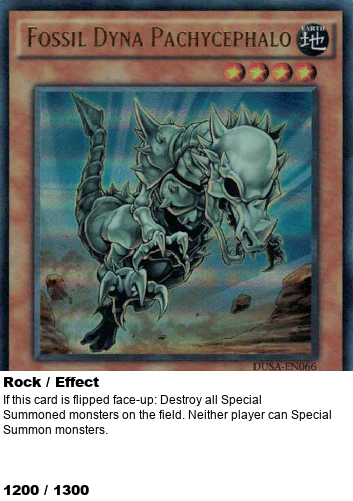 Fossil Dyna Pachycephalo
EARTH
地
DUSA-EN066
Rock / Effect
If this card is flipped face-up: Destroy all Special
Summoned monsters on the field. Neither player can Special
Summon monsters.
1200 / 1300